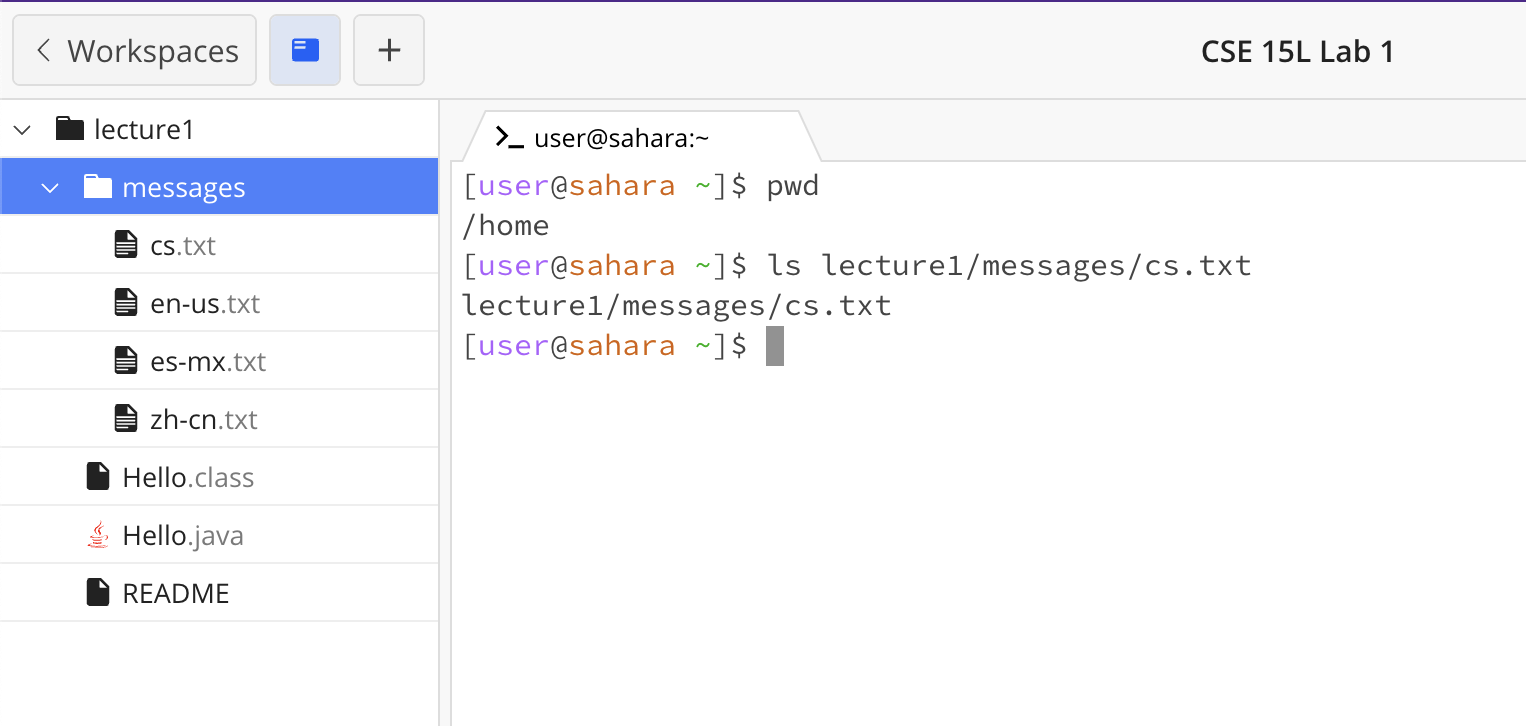 Workspaces
CSE 15L Lab 1
lecture1
messages
cs.txt
en-us.txt
es-mx.txt
zh-cn.txt
Hello.class
Hello.java
README
>_ user@sahara:~
[user@sahara ~]$ pwd
/home
[user@sahara ~]$ ls lecture1/messages/cs.txt
lecture1/messages/cs.txt
[user@sahara ~]$